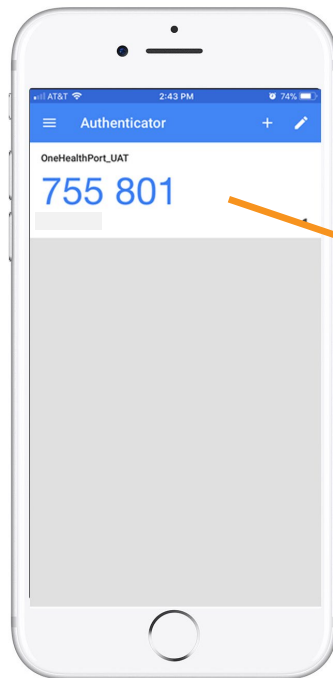 AT&T 2:43 PM 74%
Authenticator
OneHealthPort_UAT
755 801